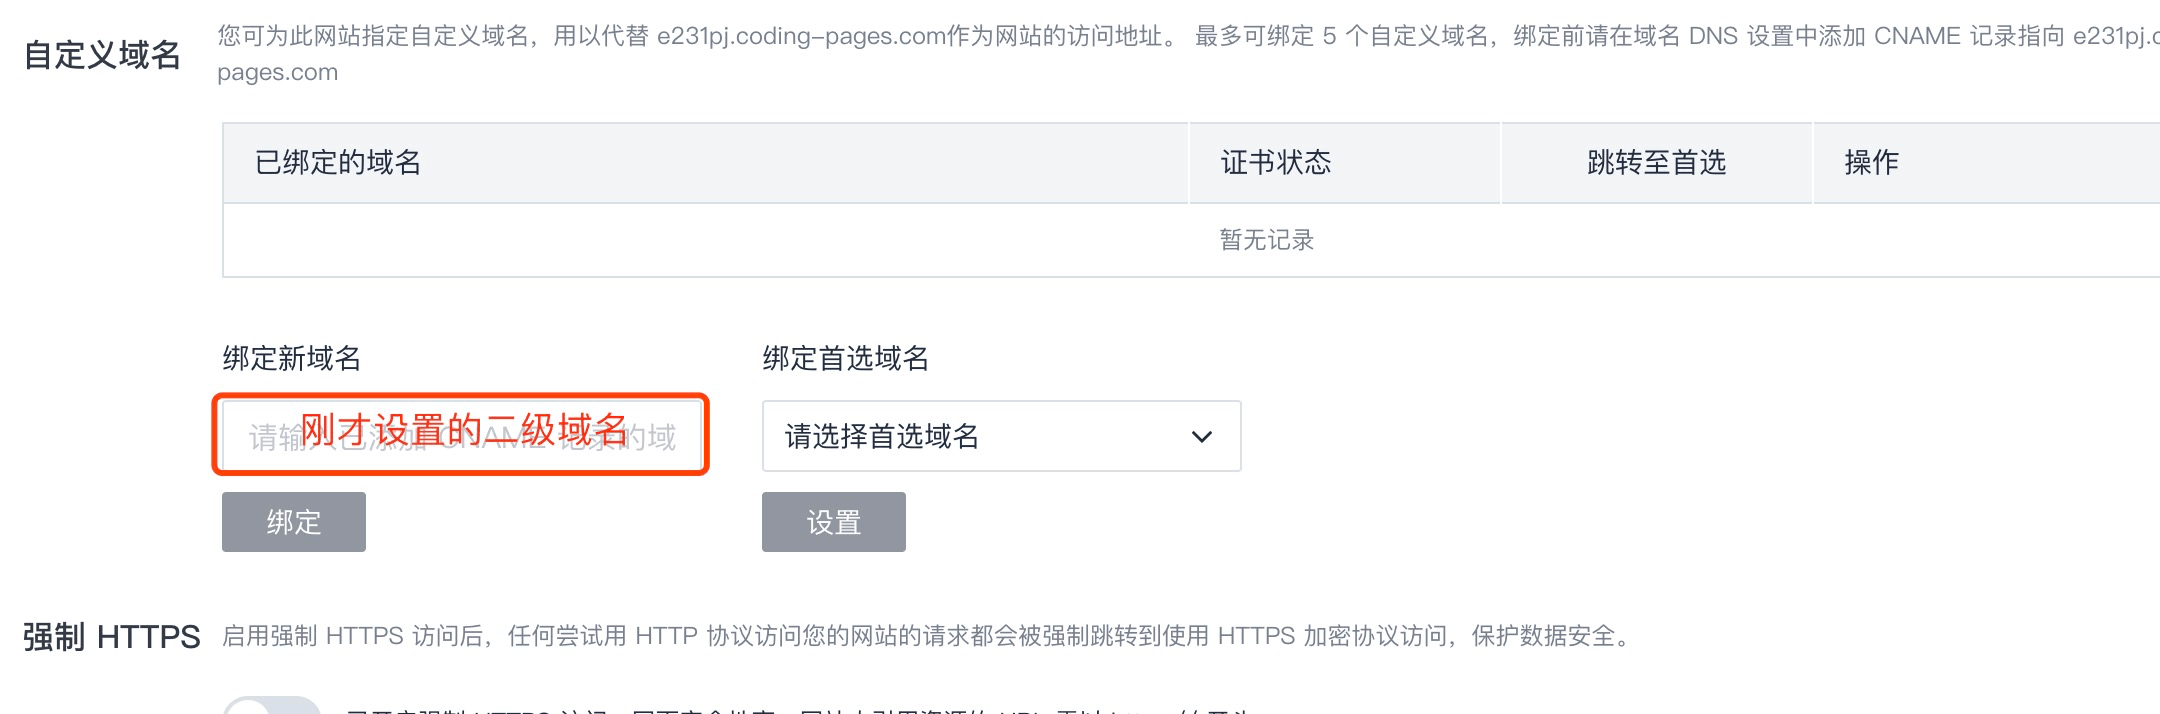 自定义域名
您可为此网站指定自定义域名，用以代替 e231pj.coding-pages.com作为网站的访问地址。 最多可绑定 5 个自定义域名，绑定前请在域名 DNS 设置中添加 CNAME 记录指向 e231pj.c
pages.com
已绑定的域名 证书状态 跳转至首选 操作
暂无记录
绑定新域名 绑定首选域名
刚才设置的二级域名
请输入已添加 CNAME 记录的域
请选择首选域名
绑定 设置
强制 HTTPS 启用强制 HTTPS 访问后，任何尝试用 HTTP 协议访问您的网站的请求都会被强制跳转到使用 HTTPS 加密协议访问，保护数据安全。